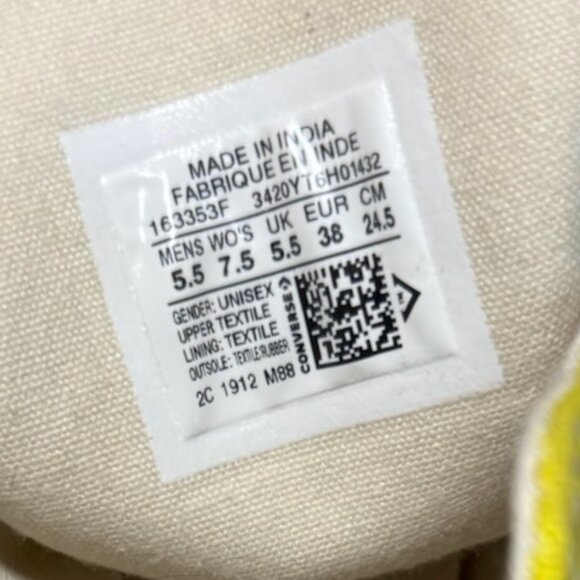 MADE IN INDIA
FABRIQUE EN INDE
163353F 3420YT6H01432
MENS WO'S UK EUR CM
5.5 7.5 5.5 38 24.5
GENDER: UNISEX
UPPER TEXTILE
LINING: TEXTILE
OUTSOLE: TEXTILE/RUBBER
2C 1912 M88
CONVERSE